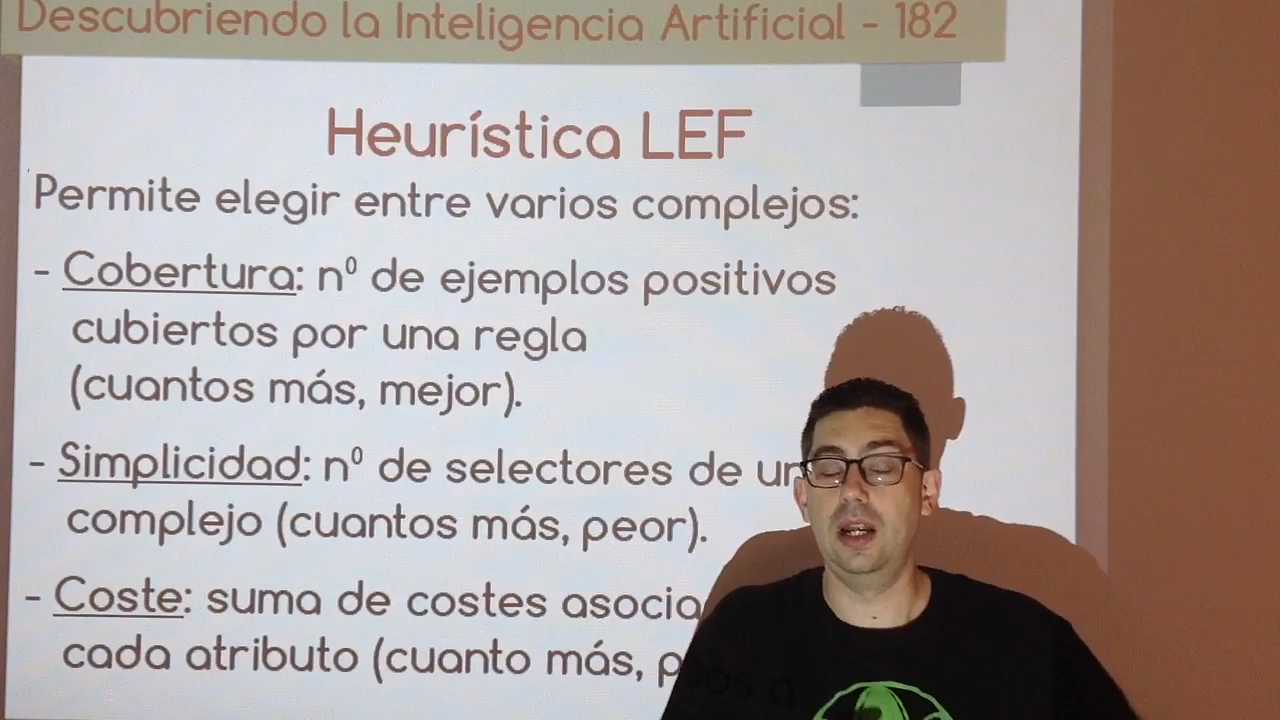 Descubriendo la Inteligencia Artificial - 182
Heurística LEF
Permite elegir entre varios complejos:
- Cobertura: nº de ejemplos positivos
cubiertos por una regla
(cuantos más, mejor).
- Simplicidad: nº de selectores de
complejo (cuantos más, peor).
- Coste: suma de costes
cada atributo (cuanto más,